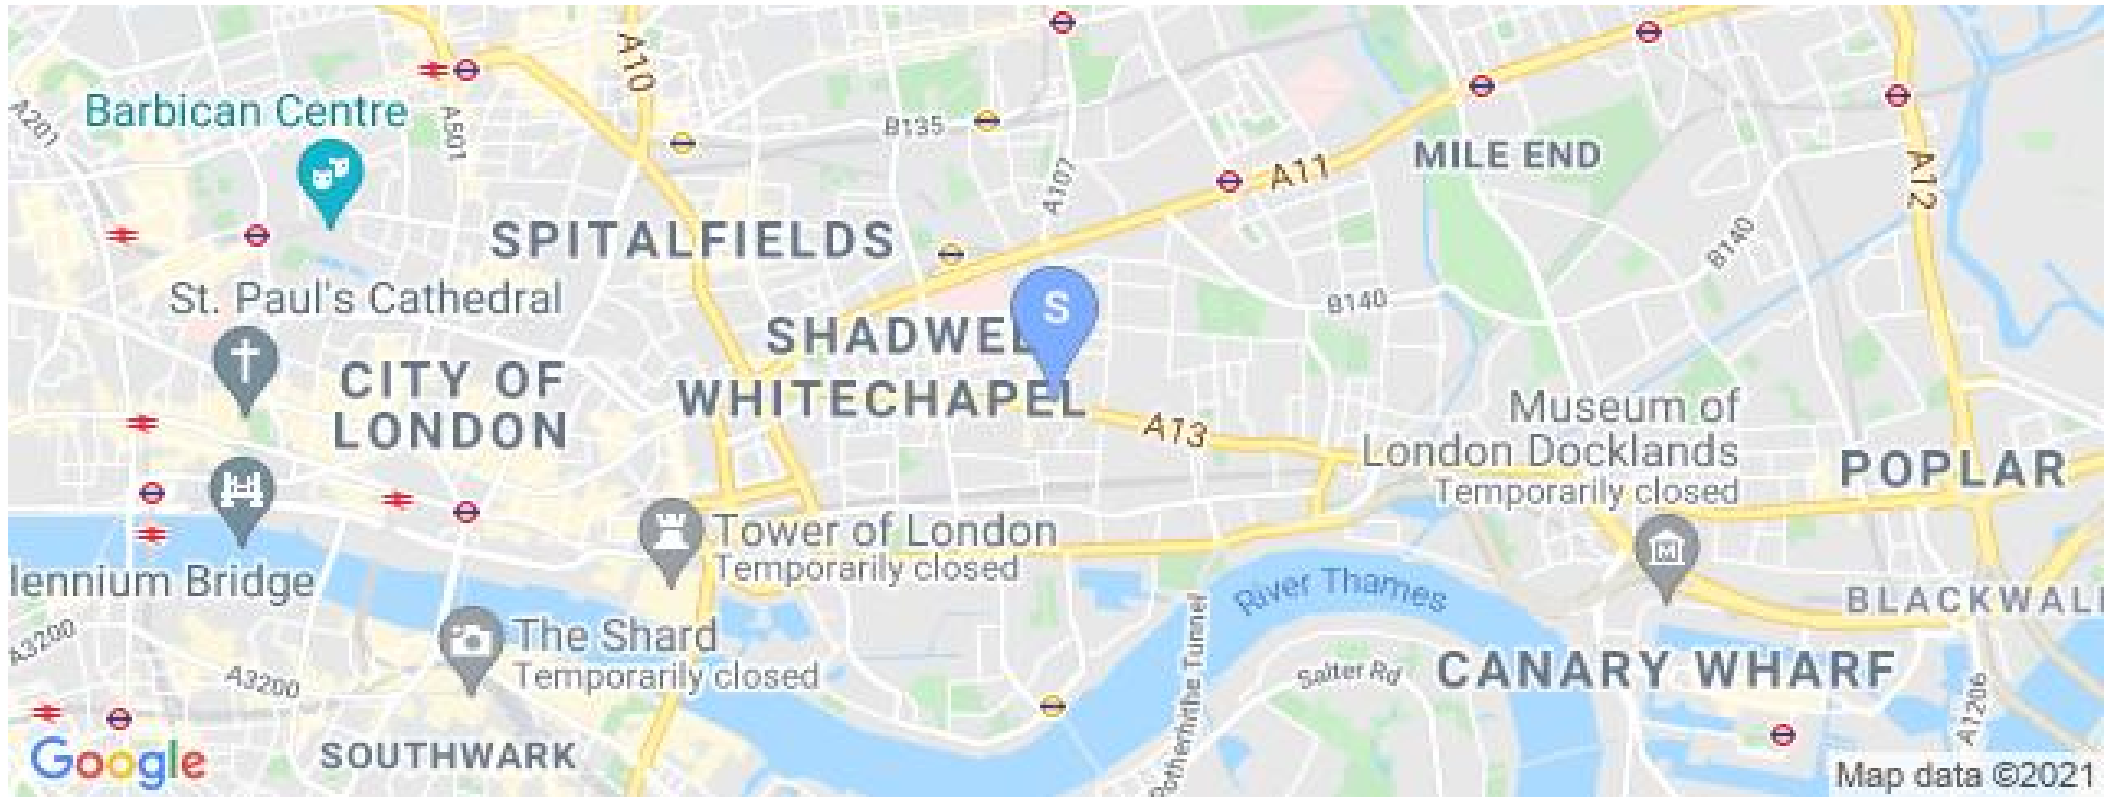 A10
Barbican Centre
A201
A501
B135
A107
A11
MILE END
A12
SPITALFIELDS
B140
St. Paul's Cathedral
B140
S
SHADWEL
WHITECHAPEL
CITY OF
LONDON
A13
Museum of
London Docklands
Temporarily closed
POPLAR
Tower of London
Temporarily closed
lennium Bridge
River Thames
BLACKWALL
The Shard
Temporarily closed
A3200
A3200
Rotherhithe Tunnel
Salter Rd
CANARY WHARF
A1206
SOUTHWARK
Google
Map data ©2021